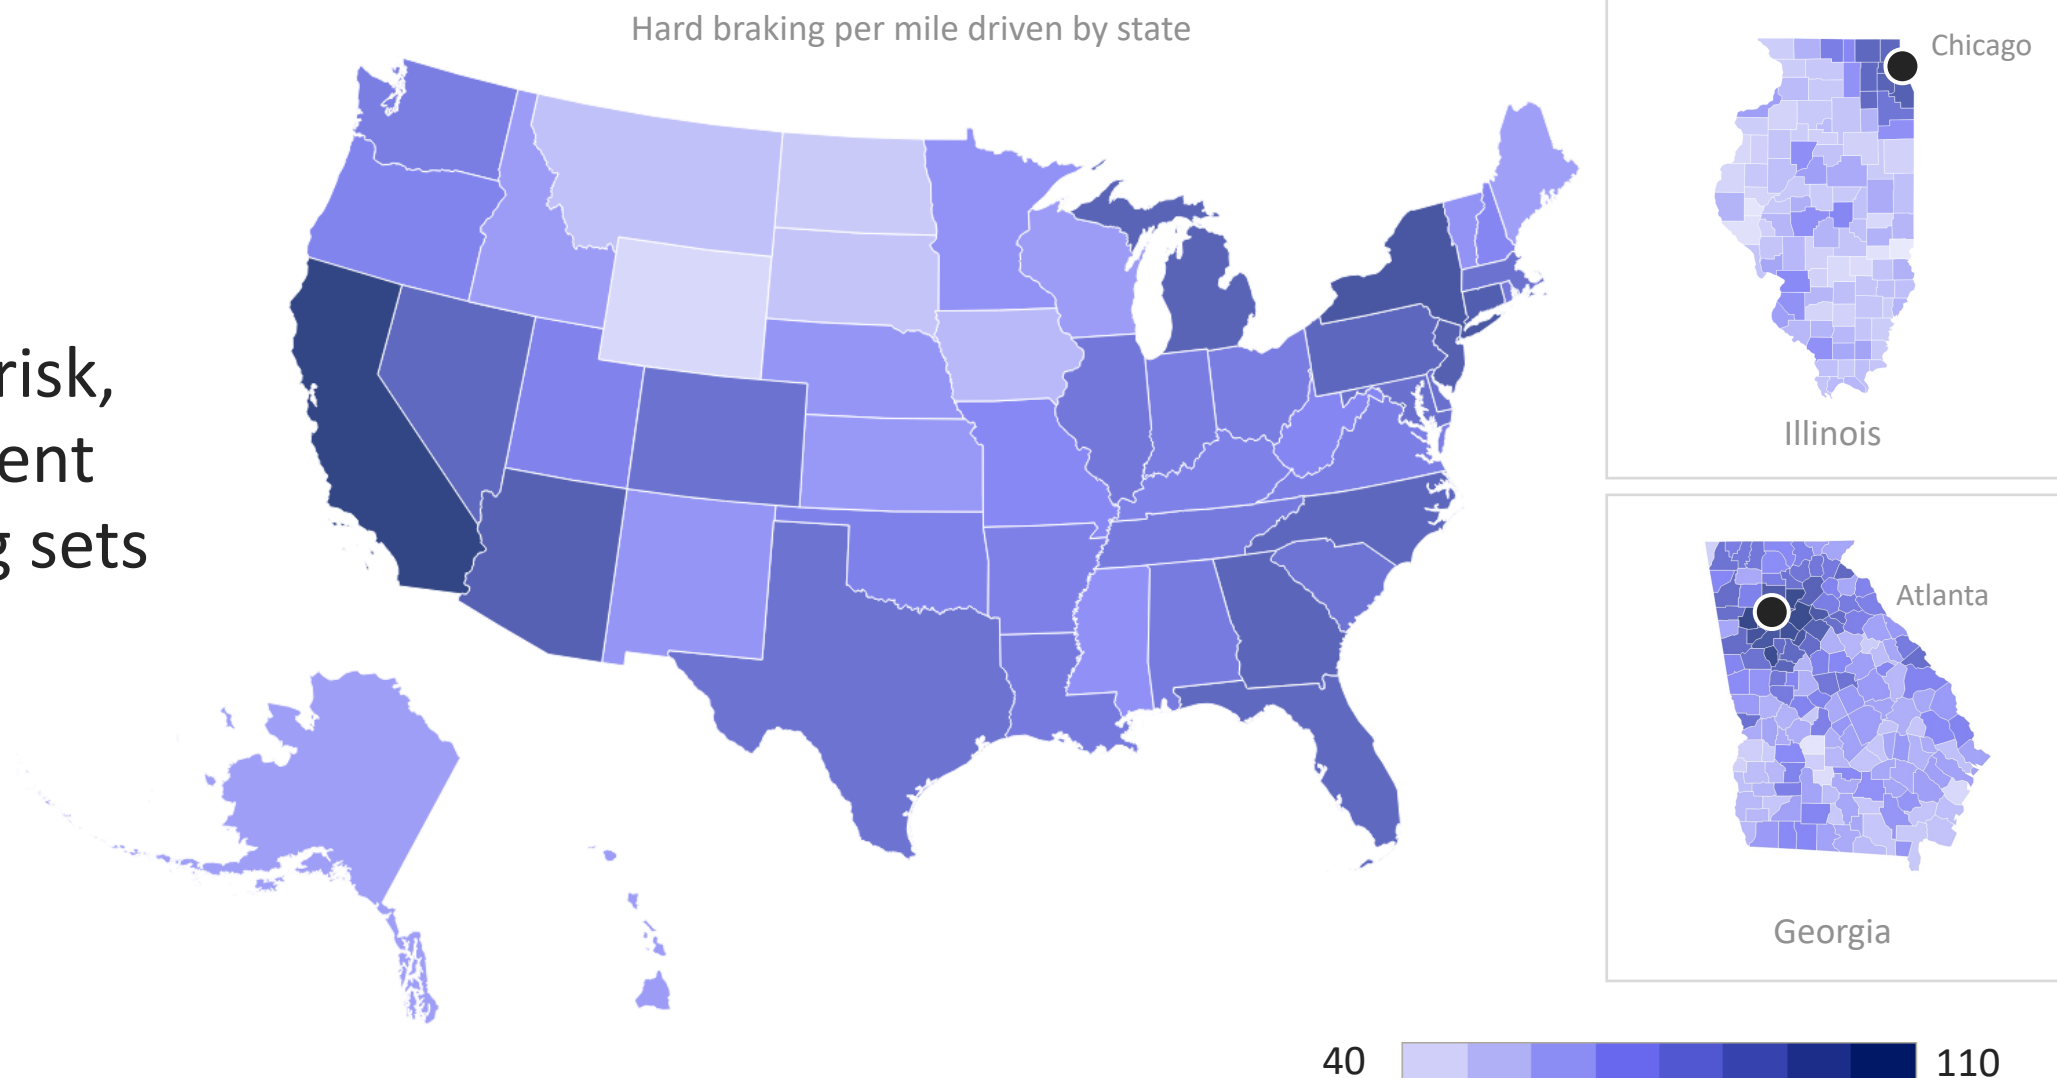 Hard braking per mile driven by state
risk,
ent
g sets
Chicago
Illinois
Atlanta
Georgia
40
110